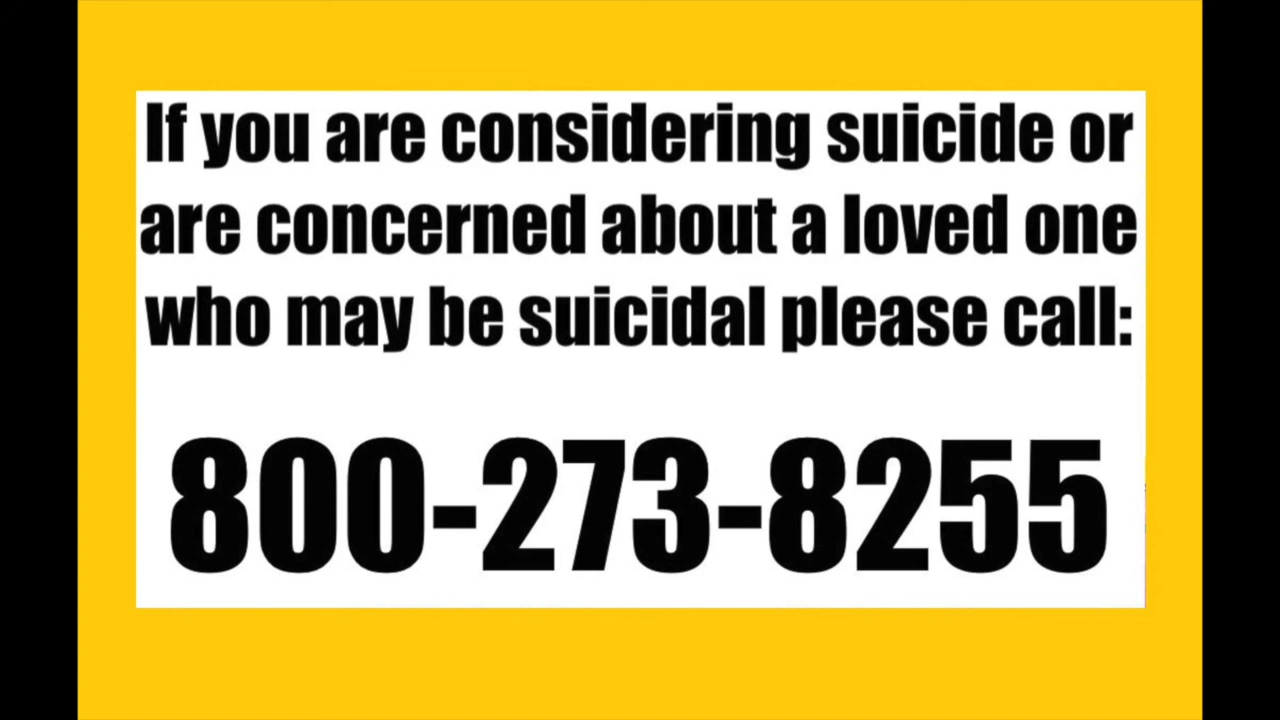 If you are considering suicide or
are concerned about a loved one
who may be suicidal please call:
800-273-8255